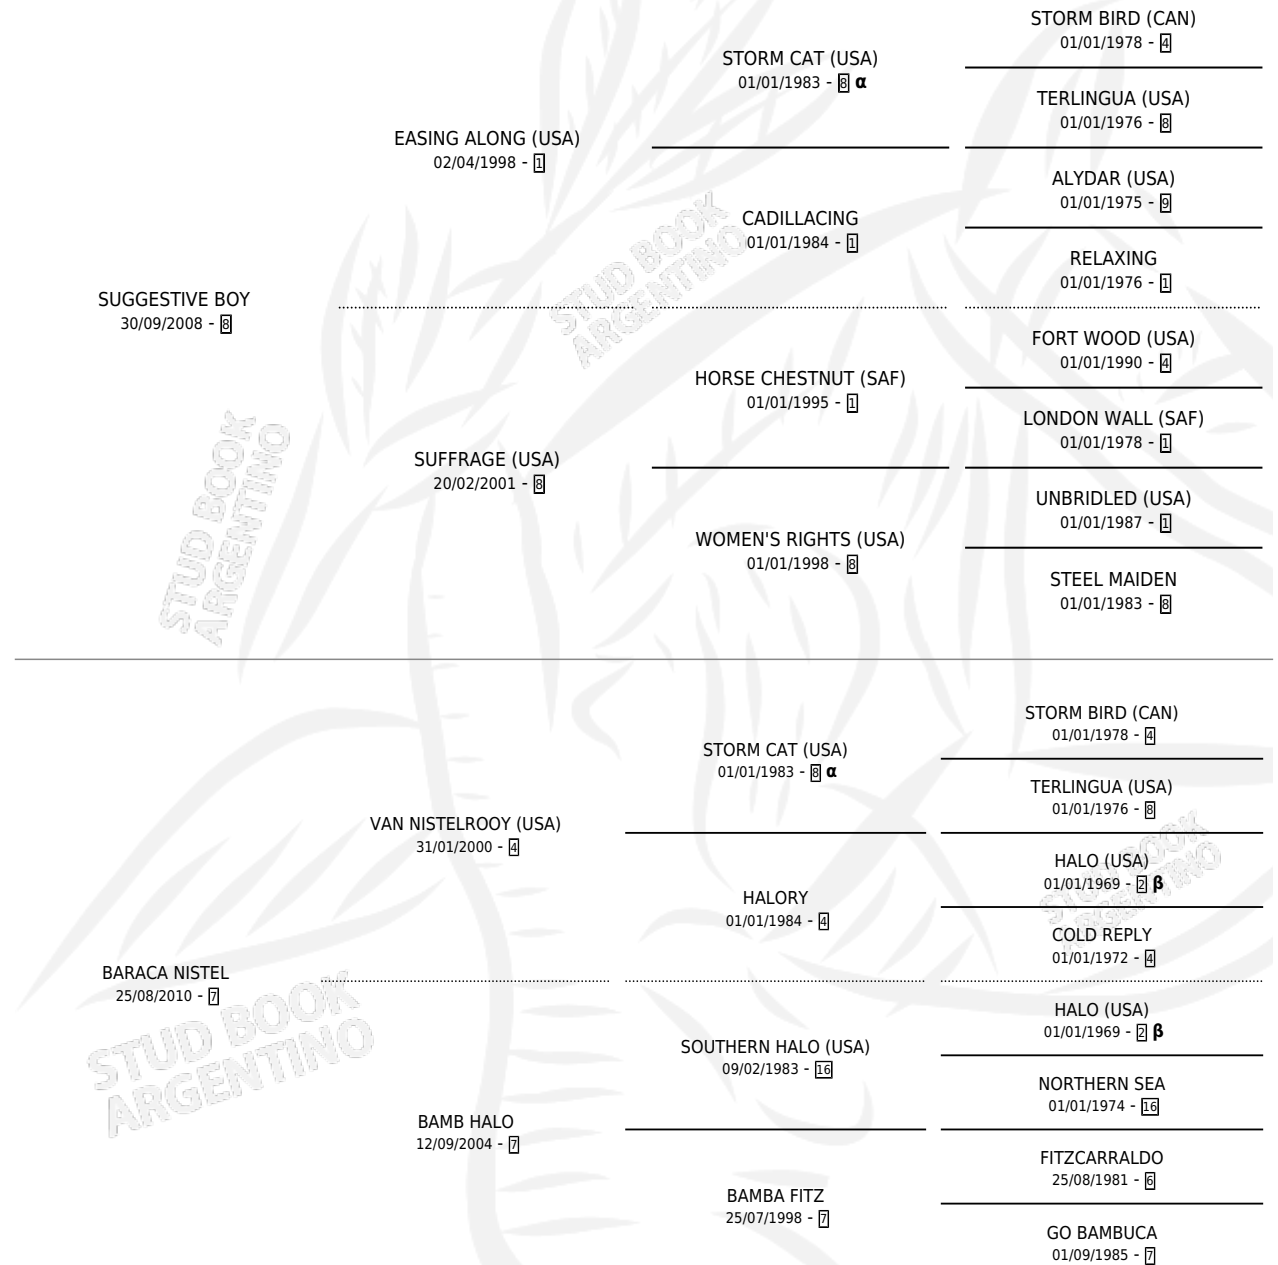 STORM BIRD (CAN)
01/01/1978 - 4
STORM CAT (USA)
01/01/1983 - 8 α
TERLINGUA (USA)
01/01/1976 - 8
EASING ALONG (USA)
02/04/1998 - 1
ALYDAR (USA)
01/01/1975 - 9
CADILLACING
01/01/1984 - 1
RELAXING
01/01/1976 - 1
SUGGESTIVE BOY
30/09/2008 - 8
FORT WOOD (USA)
01/01/1990 - 4
HORSE CHESTNUT (SAF)
01/01/1995 - 1
LONDON WALL (SAF)
01/01/1978 - 1
SUFFRAGE (USA)
20/02/2001 - 8
UNBRIDLED (USA)
01/01/1987 - 1
WOMEN'S RIGHTS (USA)
01/01/1998 - 8
STEEL MAIDEN
01/01/1983 - 8
STORM BIRD (CAN)
01/01/1978 - 4
STORM CAT (USA)
01/01/1983 - 8 α
TERLINGUA (USA)
01/01/1976 - 8
VAN NISTELROOY (USA)
31/01/2000 - 4
HALO (USA)
01/01/1969 - 2 β
HALORY
01/01/1984 - 4
COLD REPLY
01/01/1972 - 4
BARACA NISTEL
25/08/2010 - 7
HALO (USA)
01/01/1969 - 2 β
SOUTHERN HALO (USA)
09/02/1983 - 16
NORTHERN SEA
01/01/1974 - 16
BAMB HALO
12/09/2004 - 7
FITZCARRALDO
25/08/1981 - 6
BAMBA FITZ
25/07/1998 - 7
GO BAMBUCA
01/09/1985 - 7
STUD BOOK
ARGENTINO
STUD BOOK
ARGENTINO
STUD BOOK
ARGENTINO
STUD BOOK
ARGENTINO